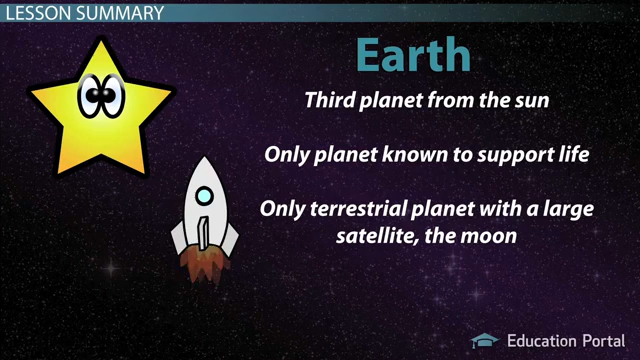 LESSON SUMMARY
Earth
Third planet from the sun
Only planet known to support life
Only terrestrial planet with a large
satellite, the moon
Education Portal